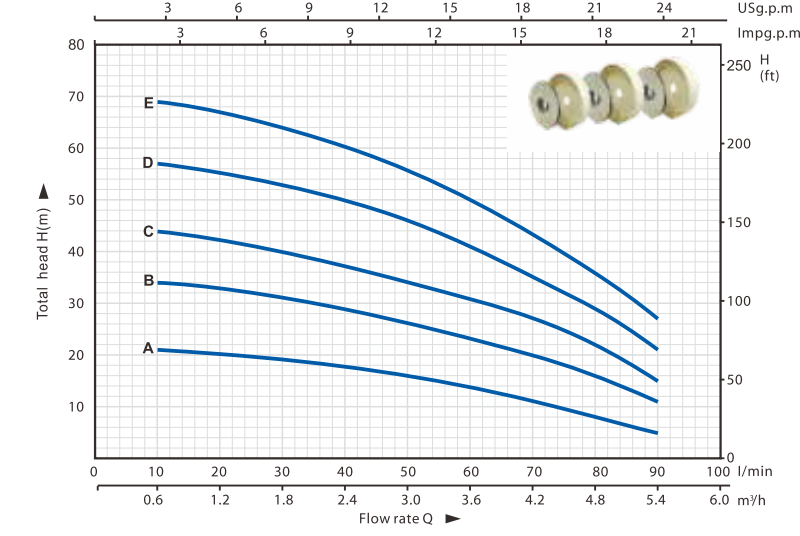 3 6 9 12 15 18 21 24 USg.p.m
3 6 9 12 15 18 21 Impg.p.m
80 70 60 50 40 30 20 10
Total head H(m)
250 200 150 100 50 0
H
(ft)
E
D
C
B
A
0 10 20 30 40 50 60 70 80 90 100 l/min
0.6 1.2 1.8 2.4 3.0 3.6 4.2 4.8 5.4 6.0 m³/h
Flow rate Q